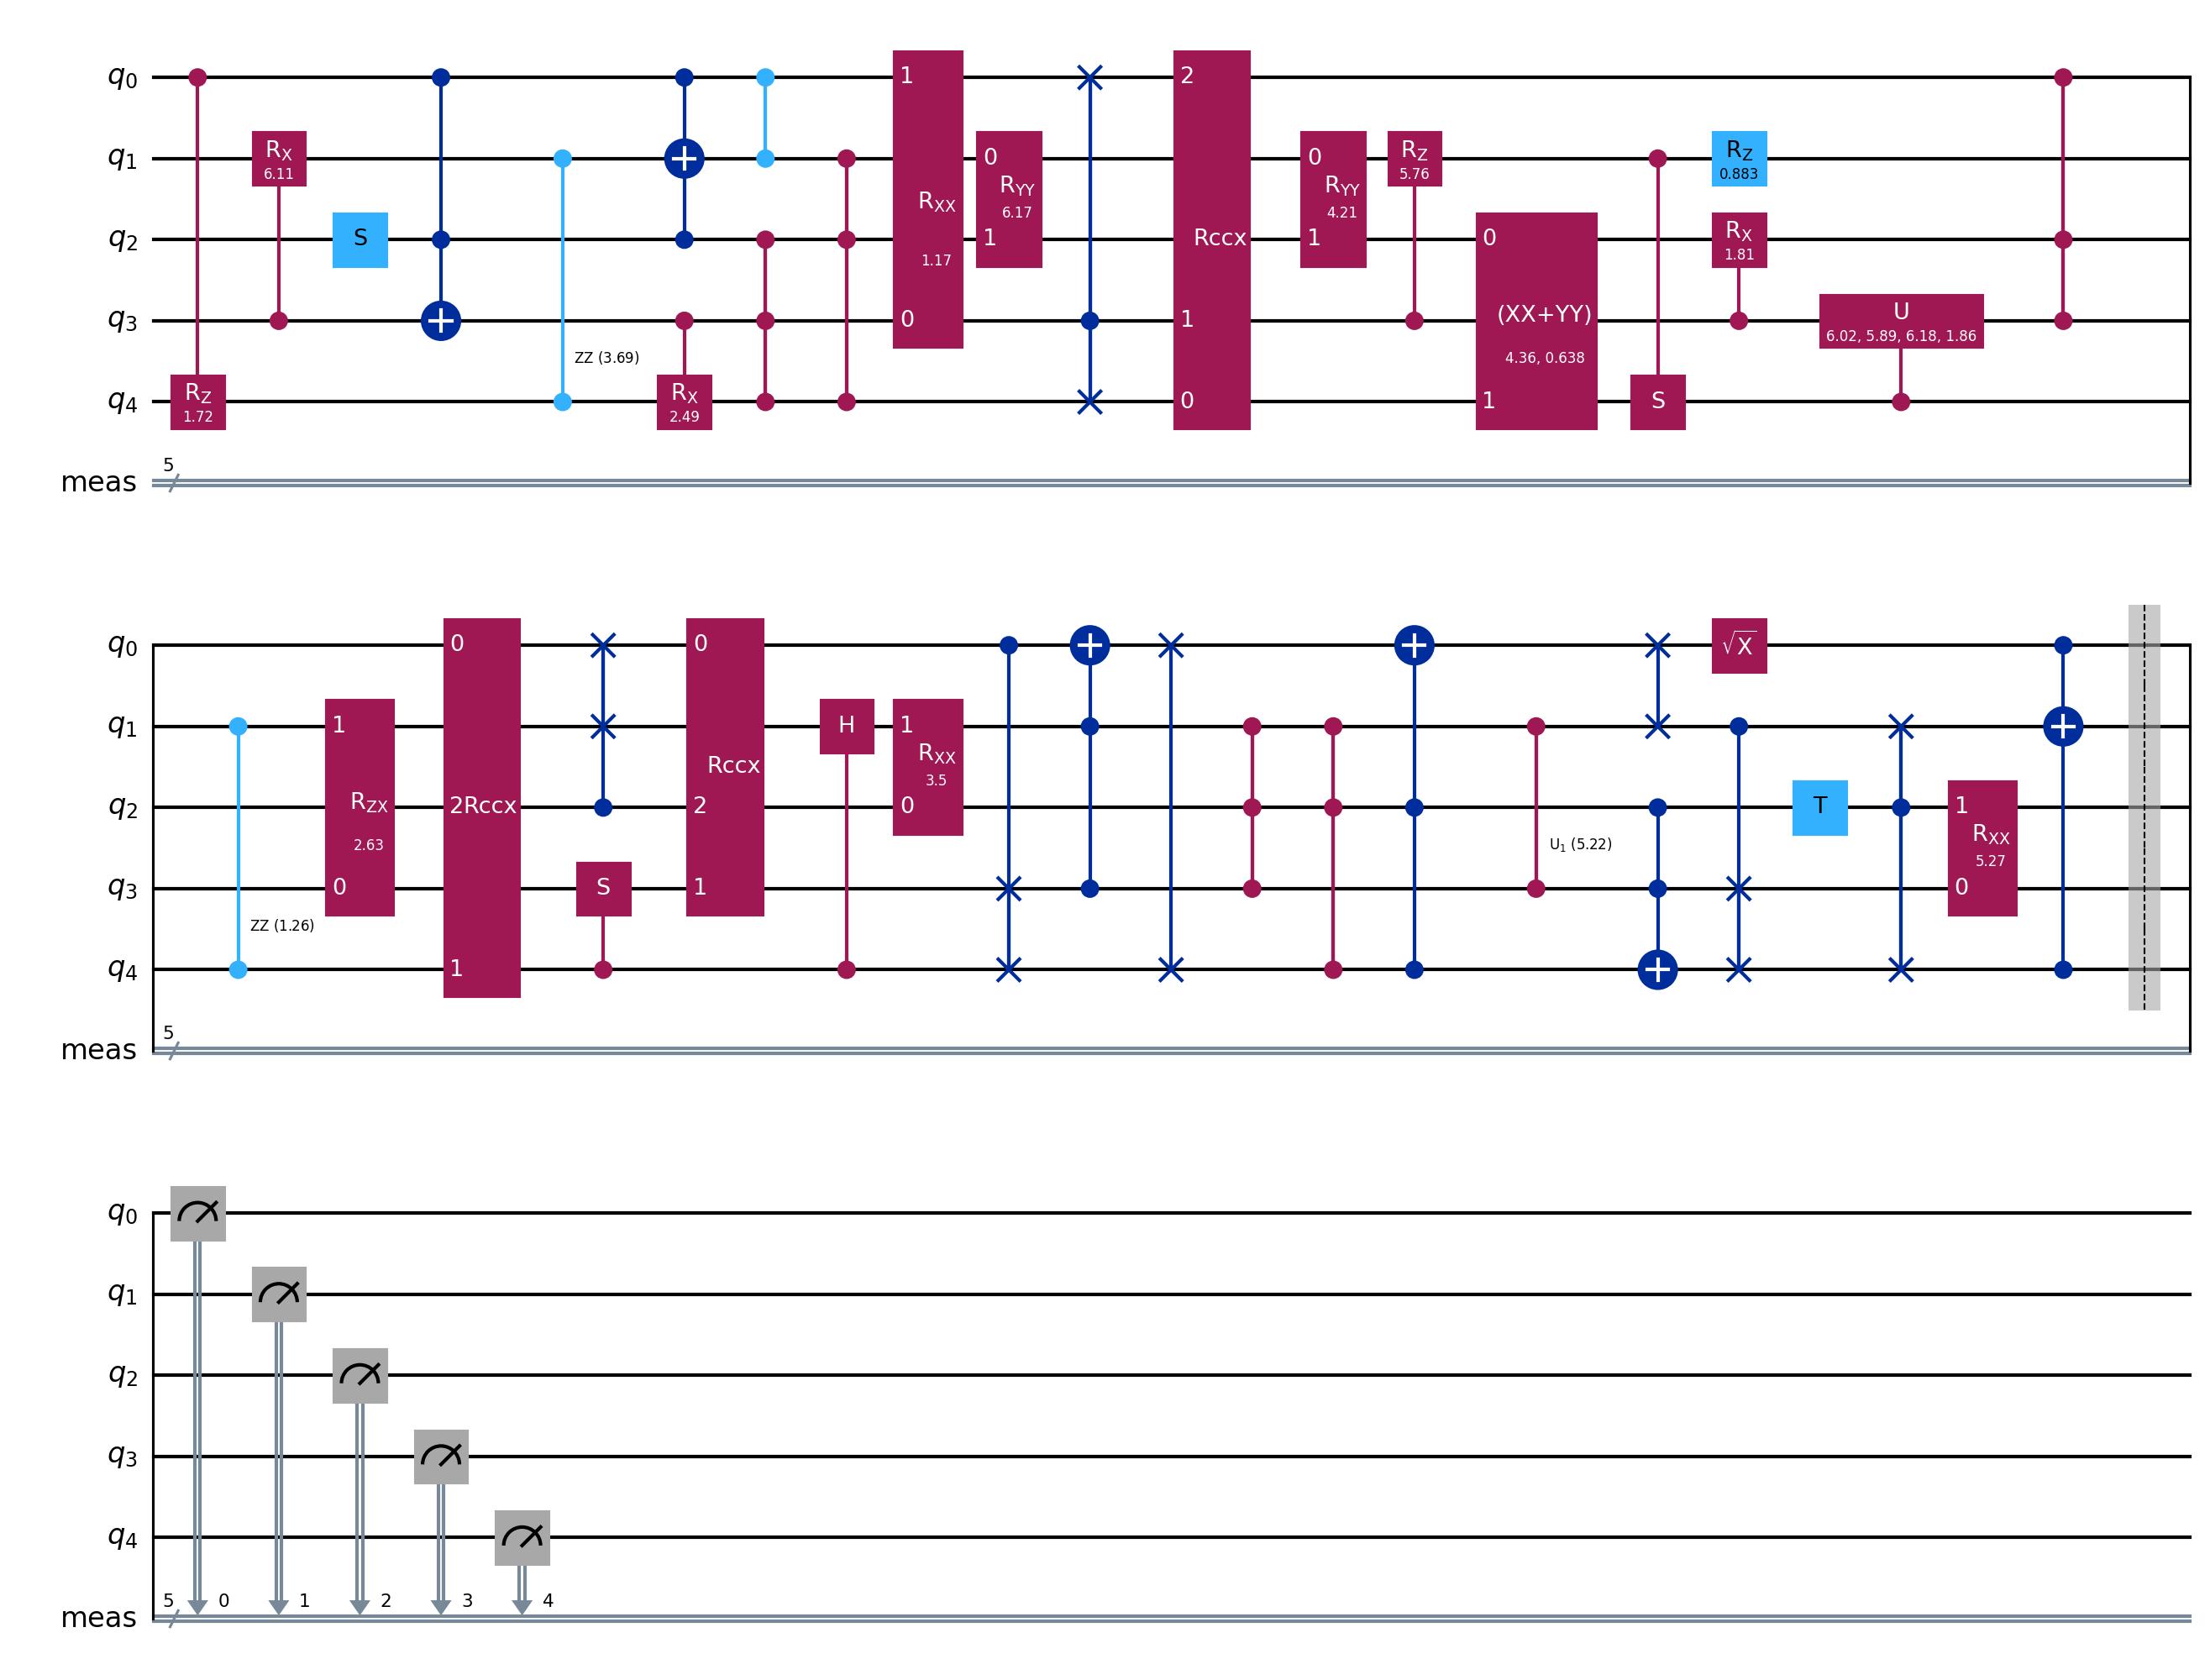 q0 1 2
q1 RX 6.11 0 RYY 6.17 0 RYY 4.21 RZ 5.76 RZ 0.883
q2 S RXX 1.17 1 Rccx 1 0 RX 1.81
q3 0 1 (XX+YY) 4.36, 0.638 U 6.02, 5.89, 6.18, 1.86
ZZ (3.69)
q4 RZ 1.72 RX 2.49 0 1 S
meas 5
q0 0 0 √X
q1 1 H 1 RXX 3.5
q2 RZX 2.63 2Rccx Rccx 2 0 T 1 RXX 5.27
U1 (5.22)
q3 0 S 1 0
ZZ (1.26)
q4 1
meas 5
q0
q1
q2
q3
q4
meas 5 0 1 2 3 4